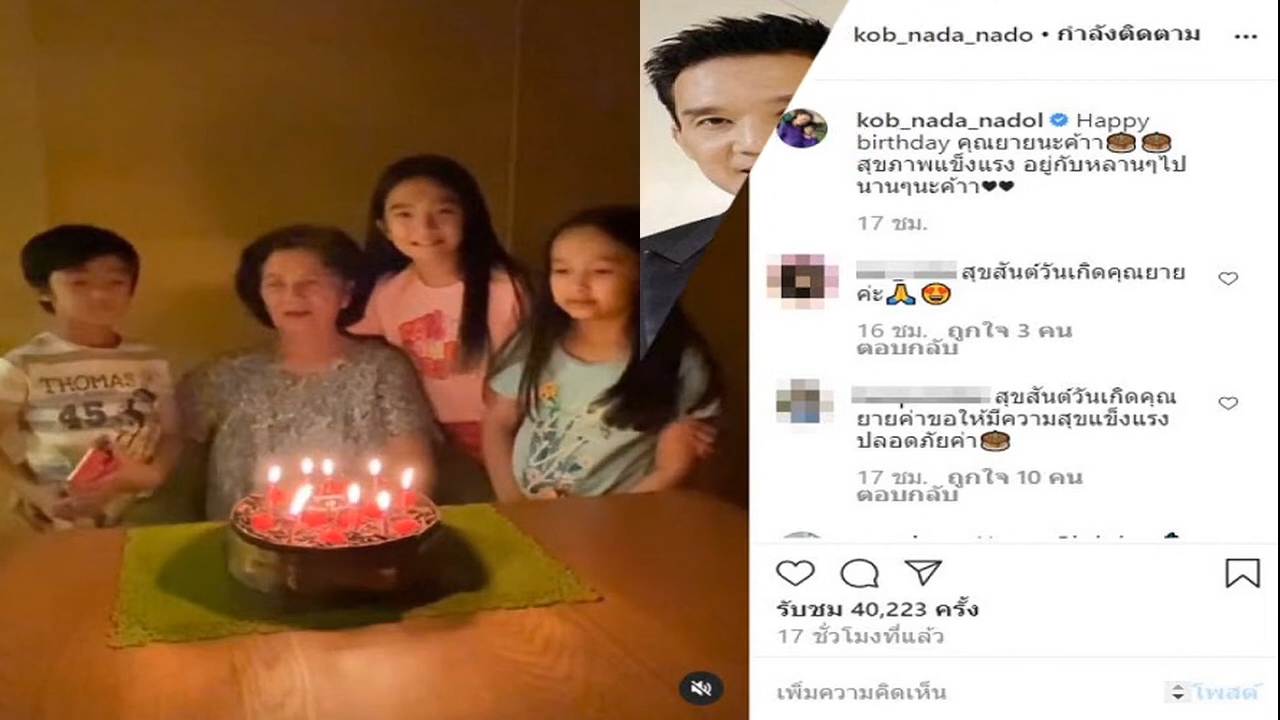 THOMAS
45
kob_nada_nado • กำลังติดตาม
kob_nada_nadol Happy
birthday คุณยายนะค้าา
สุขภาพแข็งแรง อยู่กับหลานๆไป
นานๆนะค้าา
17 ชม.
สุขสันต์วันเกิดคุณยาย
ค่ะ
16 ชม. ถูกใจ 3 คน
ตอบกลับ
สุขสันต์วันเกิดคุณ
ยายค่าขอให้มีความสุขแข็งแรง
ปลอดภัยค่า
17 ชม. ถูกใจ 10 คน
ตอบกลับ
รับชม 40,223 ครั้ง
17 ชั่วโมงที่แล้ว
เพิ่มความคิดเห็น
โพสต์